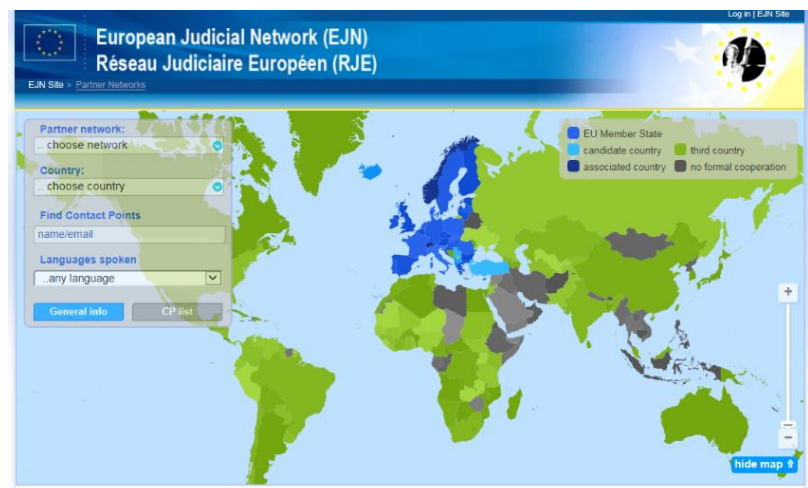 Log in | EJN Site
European Judicial Network (EJN)
Réseau Judiciaire Européen (RJE)
EJN Site > Partner Networks
Partner network:
.. choose network
Country:
.. choose country
Find Contact Points
name/email
Languages spoken
..any language
General info
CP list
EU Member State
candidate country
third country
associated country
no formal cooperation
+
-
hide map ⇧